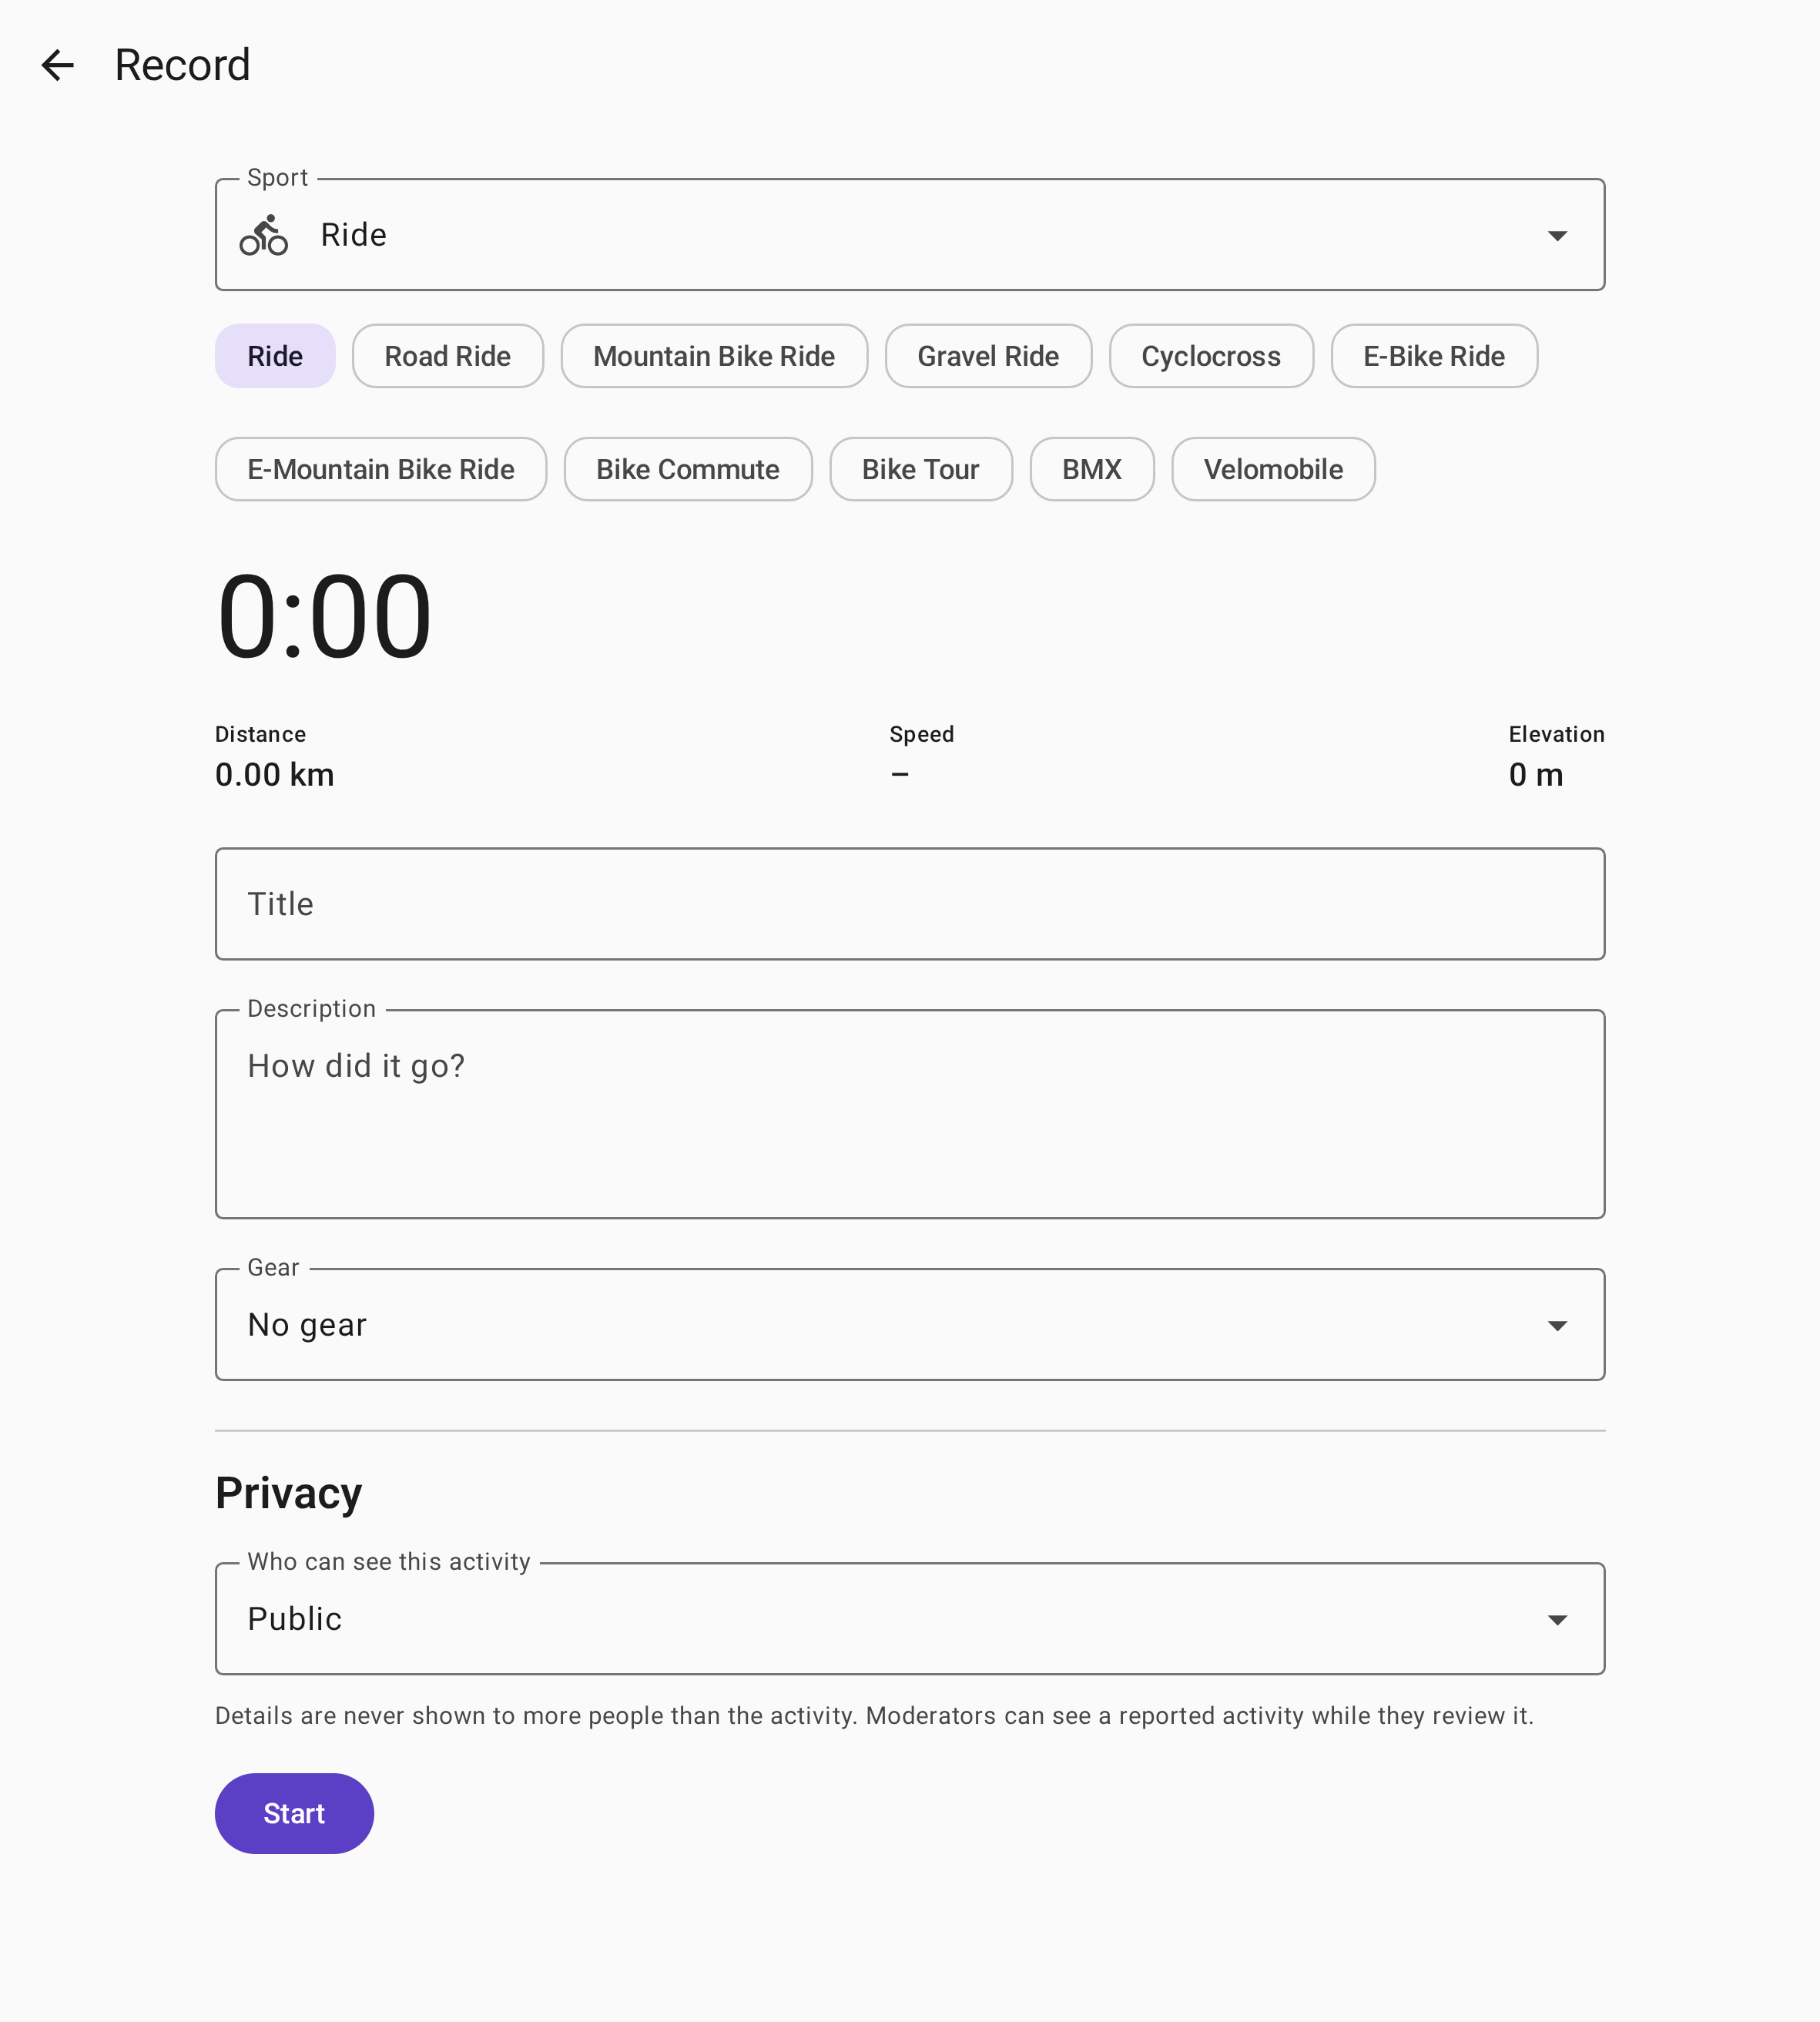 Record
Sport
Ride
Ride Road Ride Mountain Bike Ride Gravel Ride Cyclocross E-Bike Ride
E-Mountain Bike Ride Bike Commute Bike Tour BMX Velomobile
0:00
Distance Speed Elevation
0.00 km – 0 m
Title
Description
How did it go?
Gear
No gear
Privacy
Who can see this activity
Public
Details are never shown to more people than the activity. Moderators can see a reported activity while they review it.
Start